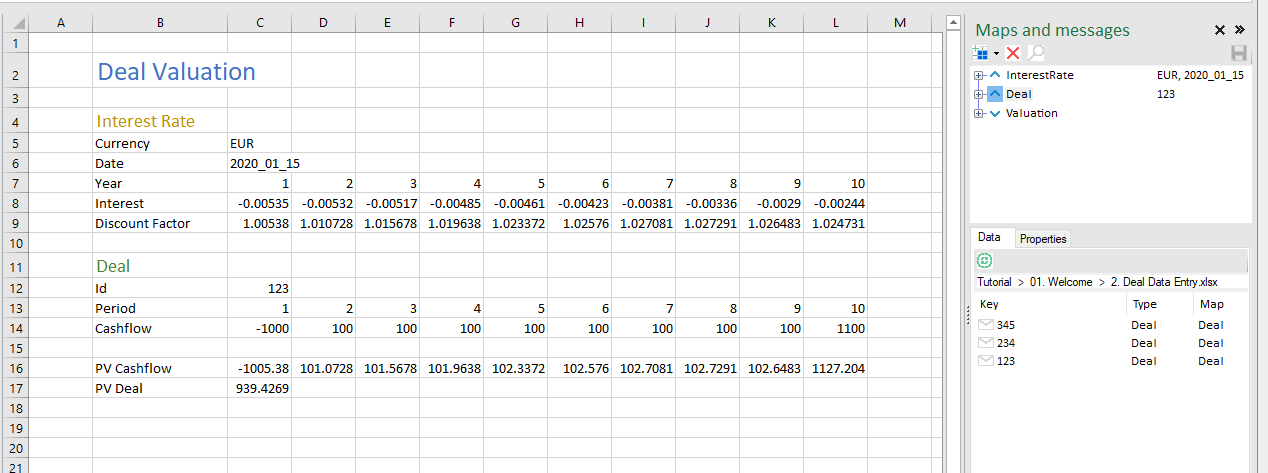 A B C D E F G H I J K L M
1
2 Deal Valuation
3
4 Interest Rate
5 Currency EUR
6 Date 2020_01_15
7 Year 1 2 3 4 5 6 7 8 9 10
8 Interest -0.00535 -0.00532 -0.00517 -0.00485 -0.00461 -0.00423 -0.00381 -0.00336 -0.0029 -0.00244
9 Discount Factor 1.00538 1.010728 1.015678 1.019638 1.023372 1.02576 1.027081 1.027291 1.026483 1.024731
10
11 Deal
12 Id 123
13 Period 1 2 3 4 5 6 7 8 9 10
14 Cashflow -1000 100 100 100 100 100 100 100 100 1100
15
16 PV Cashflow -1005.38 101.0728 101.5678 101.9638 102.3372 102.576 102.7081 102.7291 102.6483 1127.204
17 PV Deal 939.4269
18
19
20
21
Maps and messages
InterestRate EUR, 2020_01_15
Deal 123
Valuation
Data Properties
Tutorial > 01. Welcome > 2. Deal Data Entry.xlsx
Key Type Map
345 Deal Deal
234 Deal Deal
123 Deal Deal